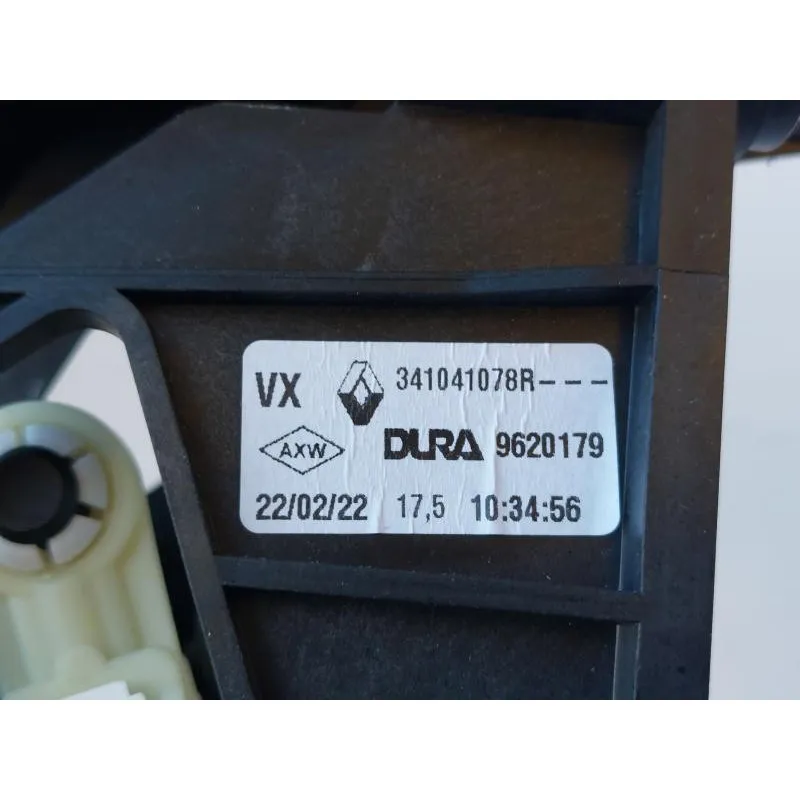 VX 341041078R---
AXW DURA 9620179
22/02/22 17,5 10:34:56